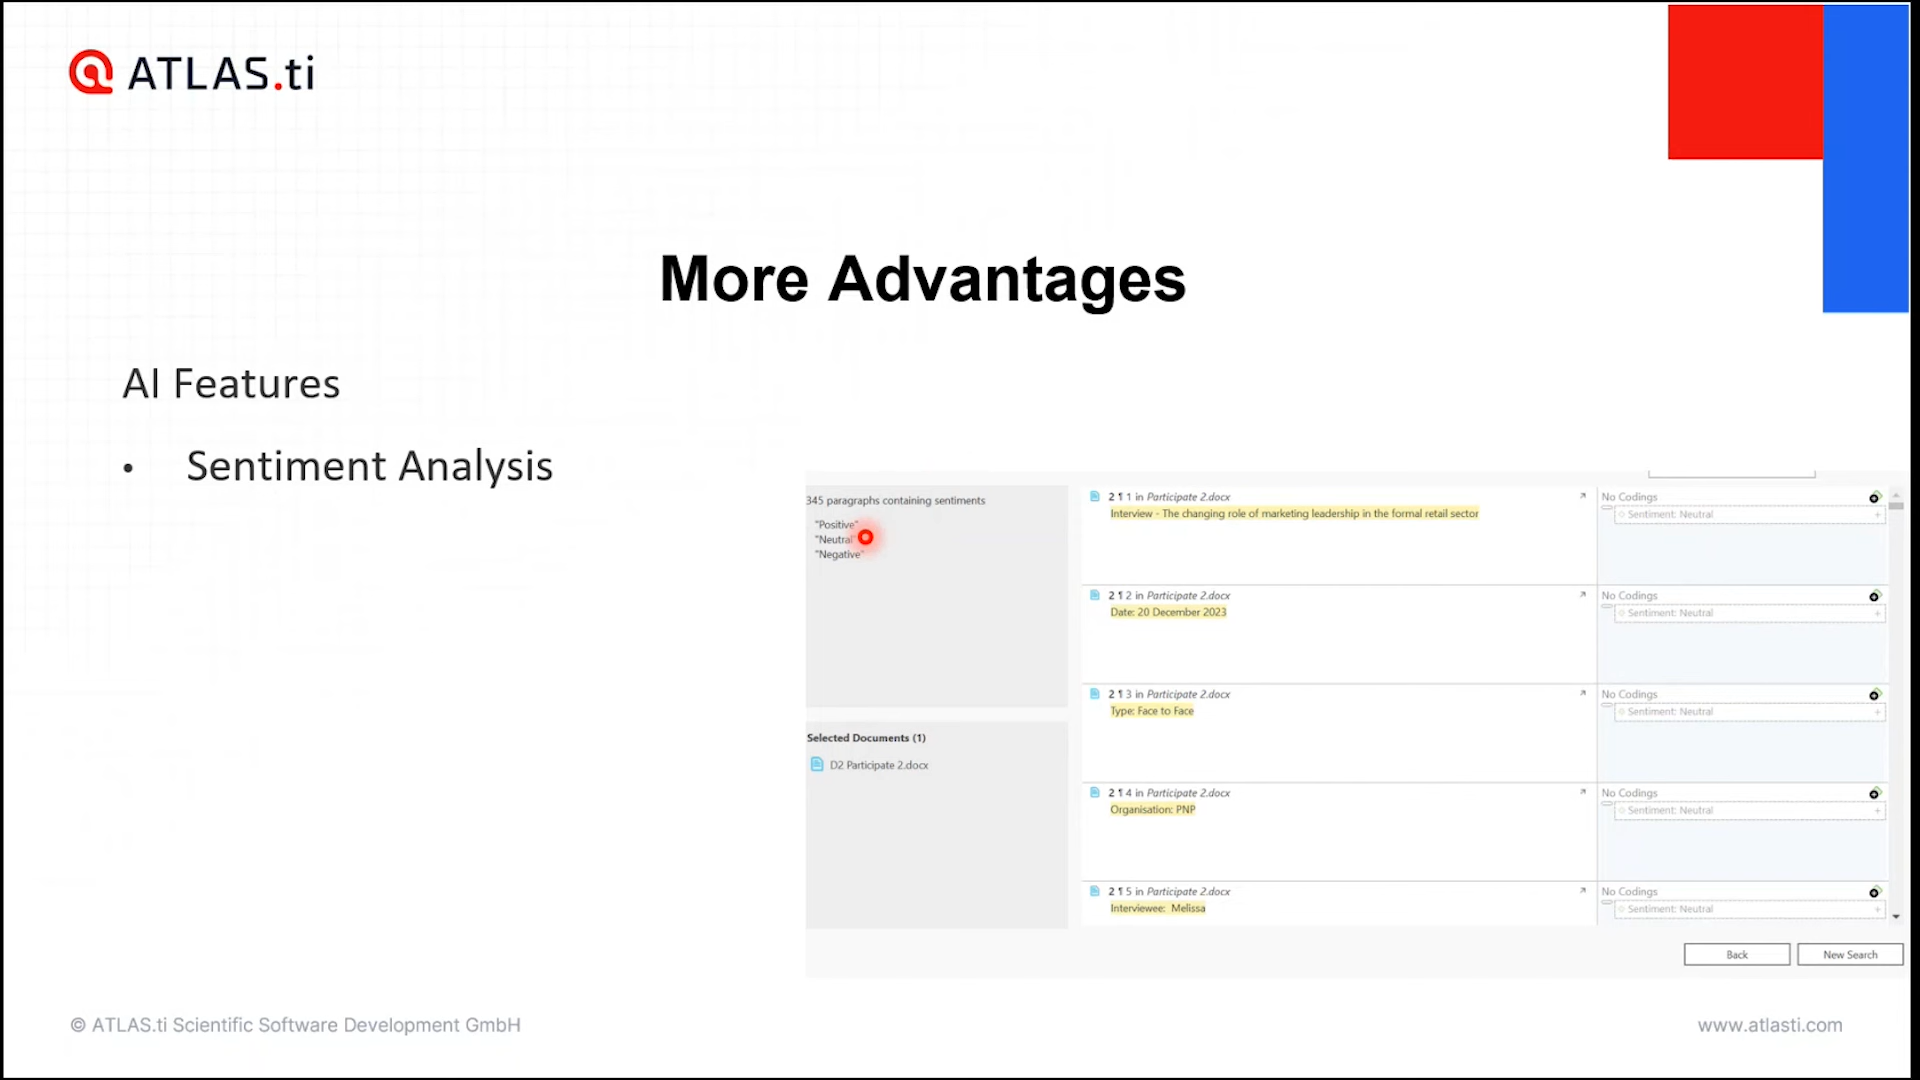 ATLAS.ti
More Advantages
AI Features
• Sentiment Analysis
345 paragraphs containing sentiments
"Positive"
"Neutral"
"Negative"
Selected Documents (1)
D2 Participate 2.docx
2 ¶ 1 in Participate 2.docx
Interview - The changing role of marketing leadership in the formal retail sector
No Codings
Sentiment: Neutral
2 ¶ 2 in Participate 2.docx
Date: 20 December 2023
No Codings
Sentiment: Neutral
2 ¶ 3 in Participate 2.docx
Type: Face to Face
No Codings
Sentiment: Neutral
2 ¶ 4 in Participate 2.docx
Organisation: PNP
No Codings
Sentiment: Neutral
2 ¶ 5 in Participate 2.docx
Interviewee: Melissa
No Codings
Sentiment: Neutral
Back
New Search
© ATLAS.ti Scientific Software Development GmbH
www.atlasti.com